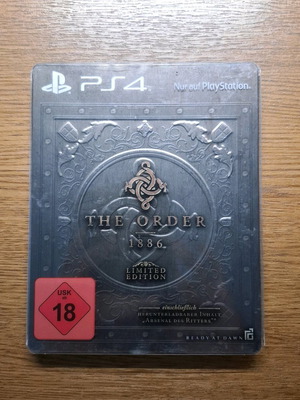 PS4
Nur auf PlayStation.
THE ORDER
1886
LIMITED
EDITION
einschließlich
HERUNTERLADBARER INHALT
„ARSENAL DES RITTERS“
USK
ab
18
READY AT DAWN